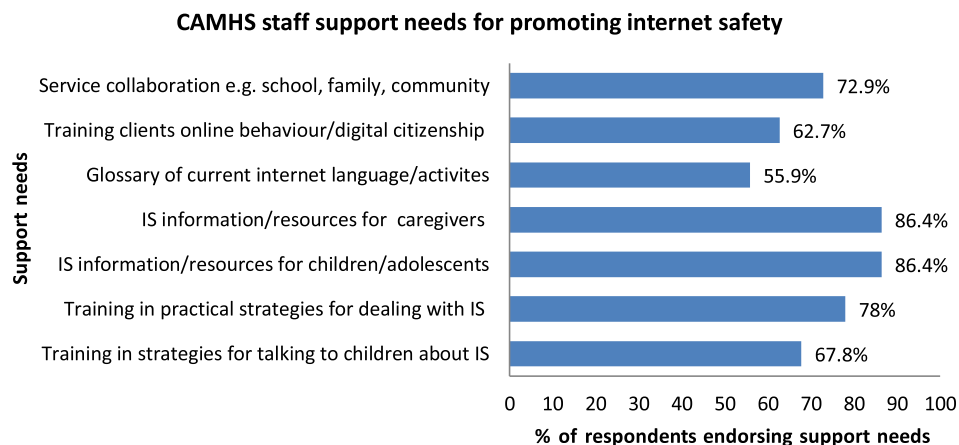 CAMHS staff support needs for promoting internet safety
Support needs
Service collaboration e.g. school, family, community 72.9%
Training clients online behaviour/digital citizenship 62.7%
Glossary of current internet language/activites 55.9%
IS information/resources for caregivers 86.4%
IS information/resources for children/adolescents 86.4%
Training in practical strategies for dealing with IS 78%
Training in strategies for talking to children about IS 67.8%
0 10 20 30 40 50 60 70 80 90 100
% of respondents endorsing support needs